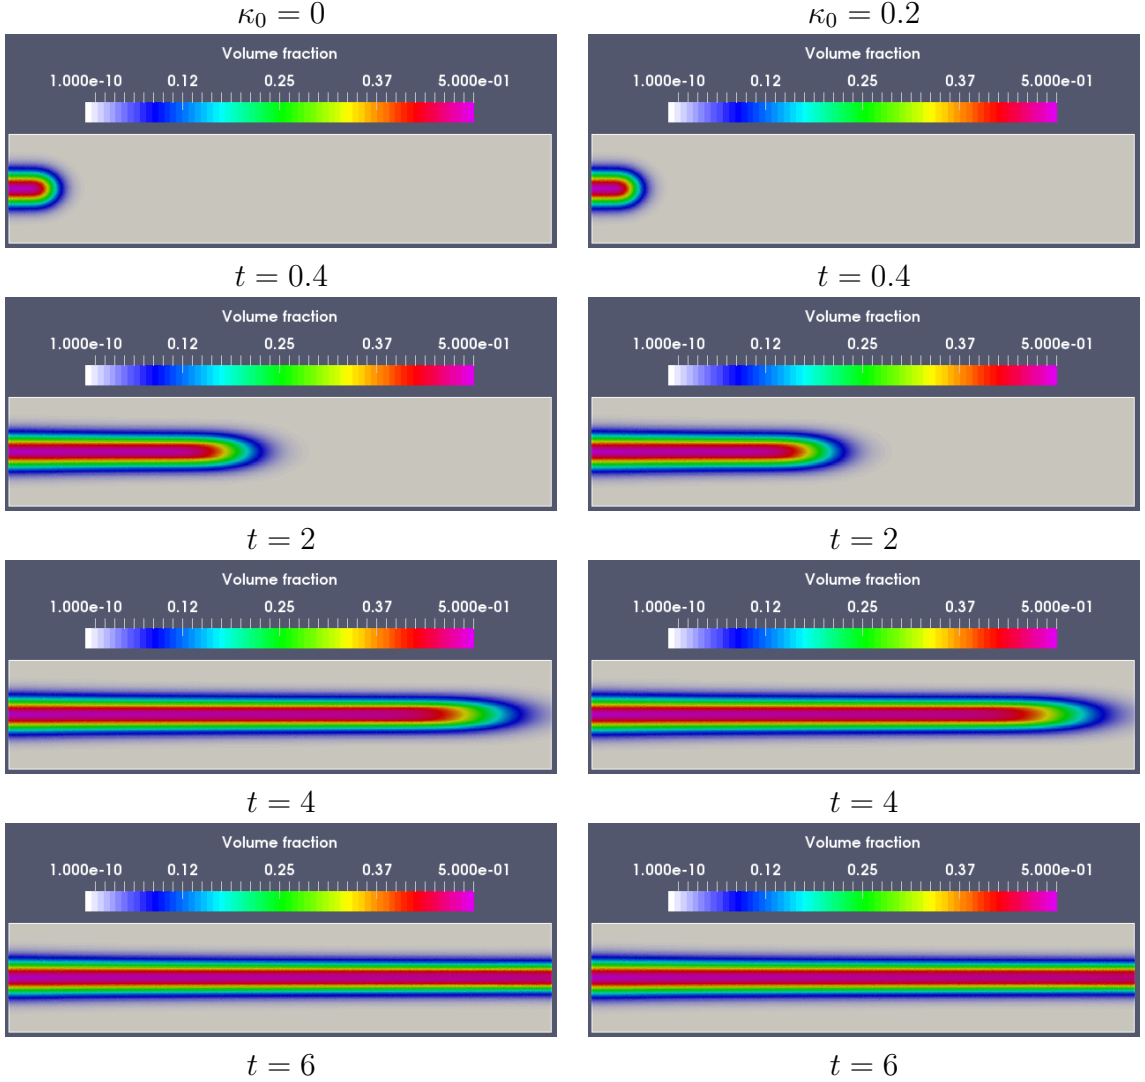 κ₀ = 0 κ₀ = 0.2
Volume fraction Volume fraction
1.000e-10 0.12 0.25 0.37 5.000e-01 1.000e-10 0.12 0.25 0.37 5.000e-01
t = 0.4 t = 0.4
Volume fraction Volume fraction
1.000e-10 0.12 0.25 0.37 5.000e-01 1.000e-10 0.12 0.25 0.37 5.000e-01
t = 2 t = 2
Volume fraction Volume fraction
1.000e-10 0.12 0.25 0.37 5.000e-01 1.000e-10 0.12 0.25 0.37 5.000e-01
t = 4 t = 4
Volume fraction Volume fraction
1.000e-10 0.12 0.25 0.37 5.000e-01 1.000e-10 0.12 0.25 0.37 5.000e-01
t = 6 t = 6